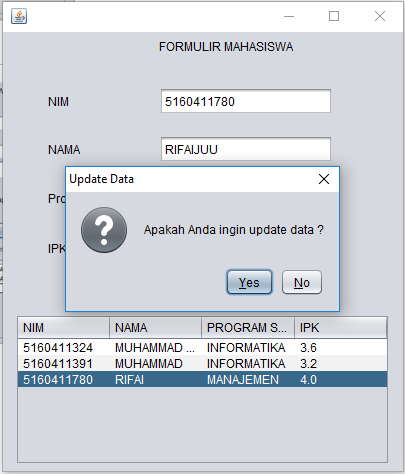 FORMULIR MAHASISWA
NIM 5160411780
NAMA RIFAIJUU
Update Data
Pro
Apakah Anda ingin update data ?
IPK
Yes No
NIM NAMA PROGRAM S... IPK
5160411324 MUHAMMAD ... INFORMATIKA 3.6
5160411391 MUHAMMAD INFORMATIKA 3.2
5160411780 RIFAI MANAJEMEN 4.0